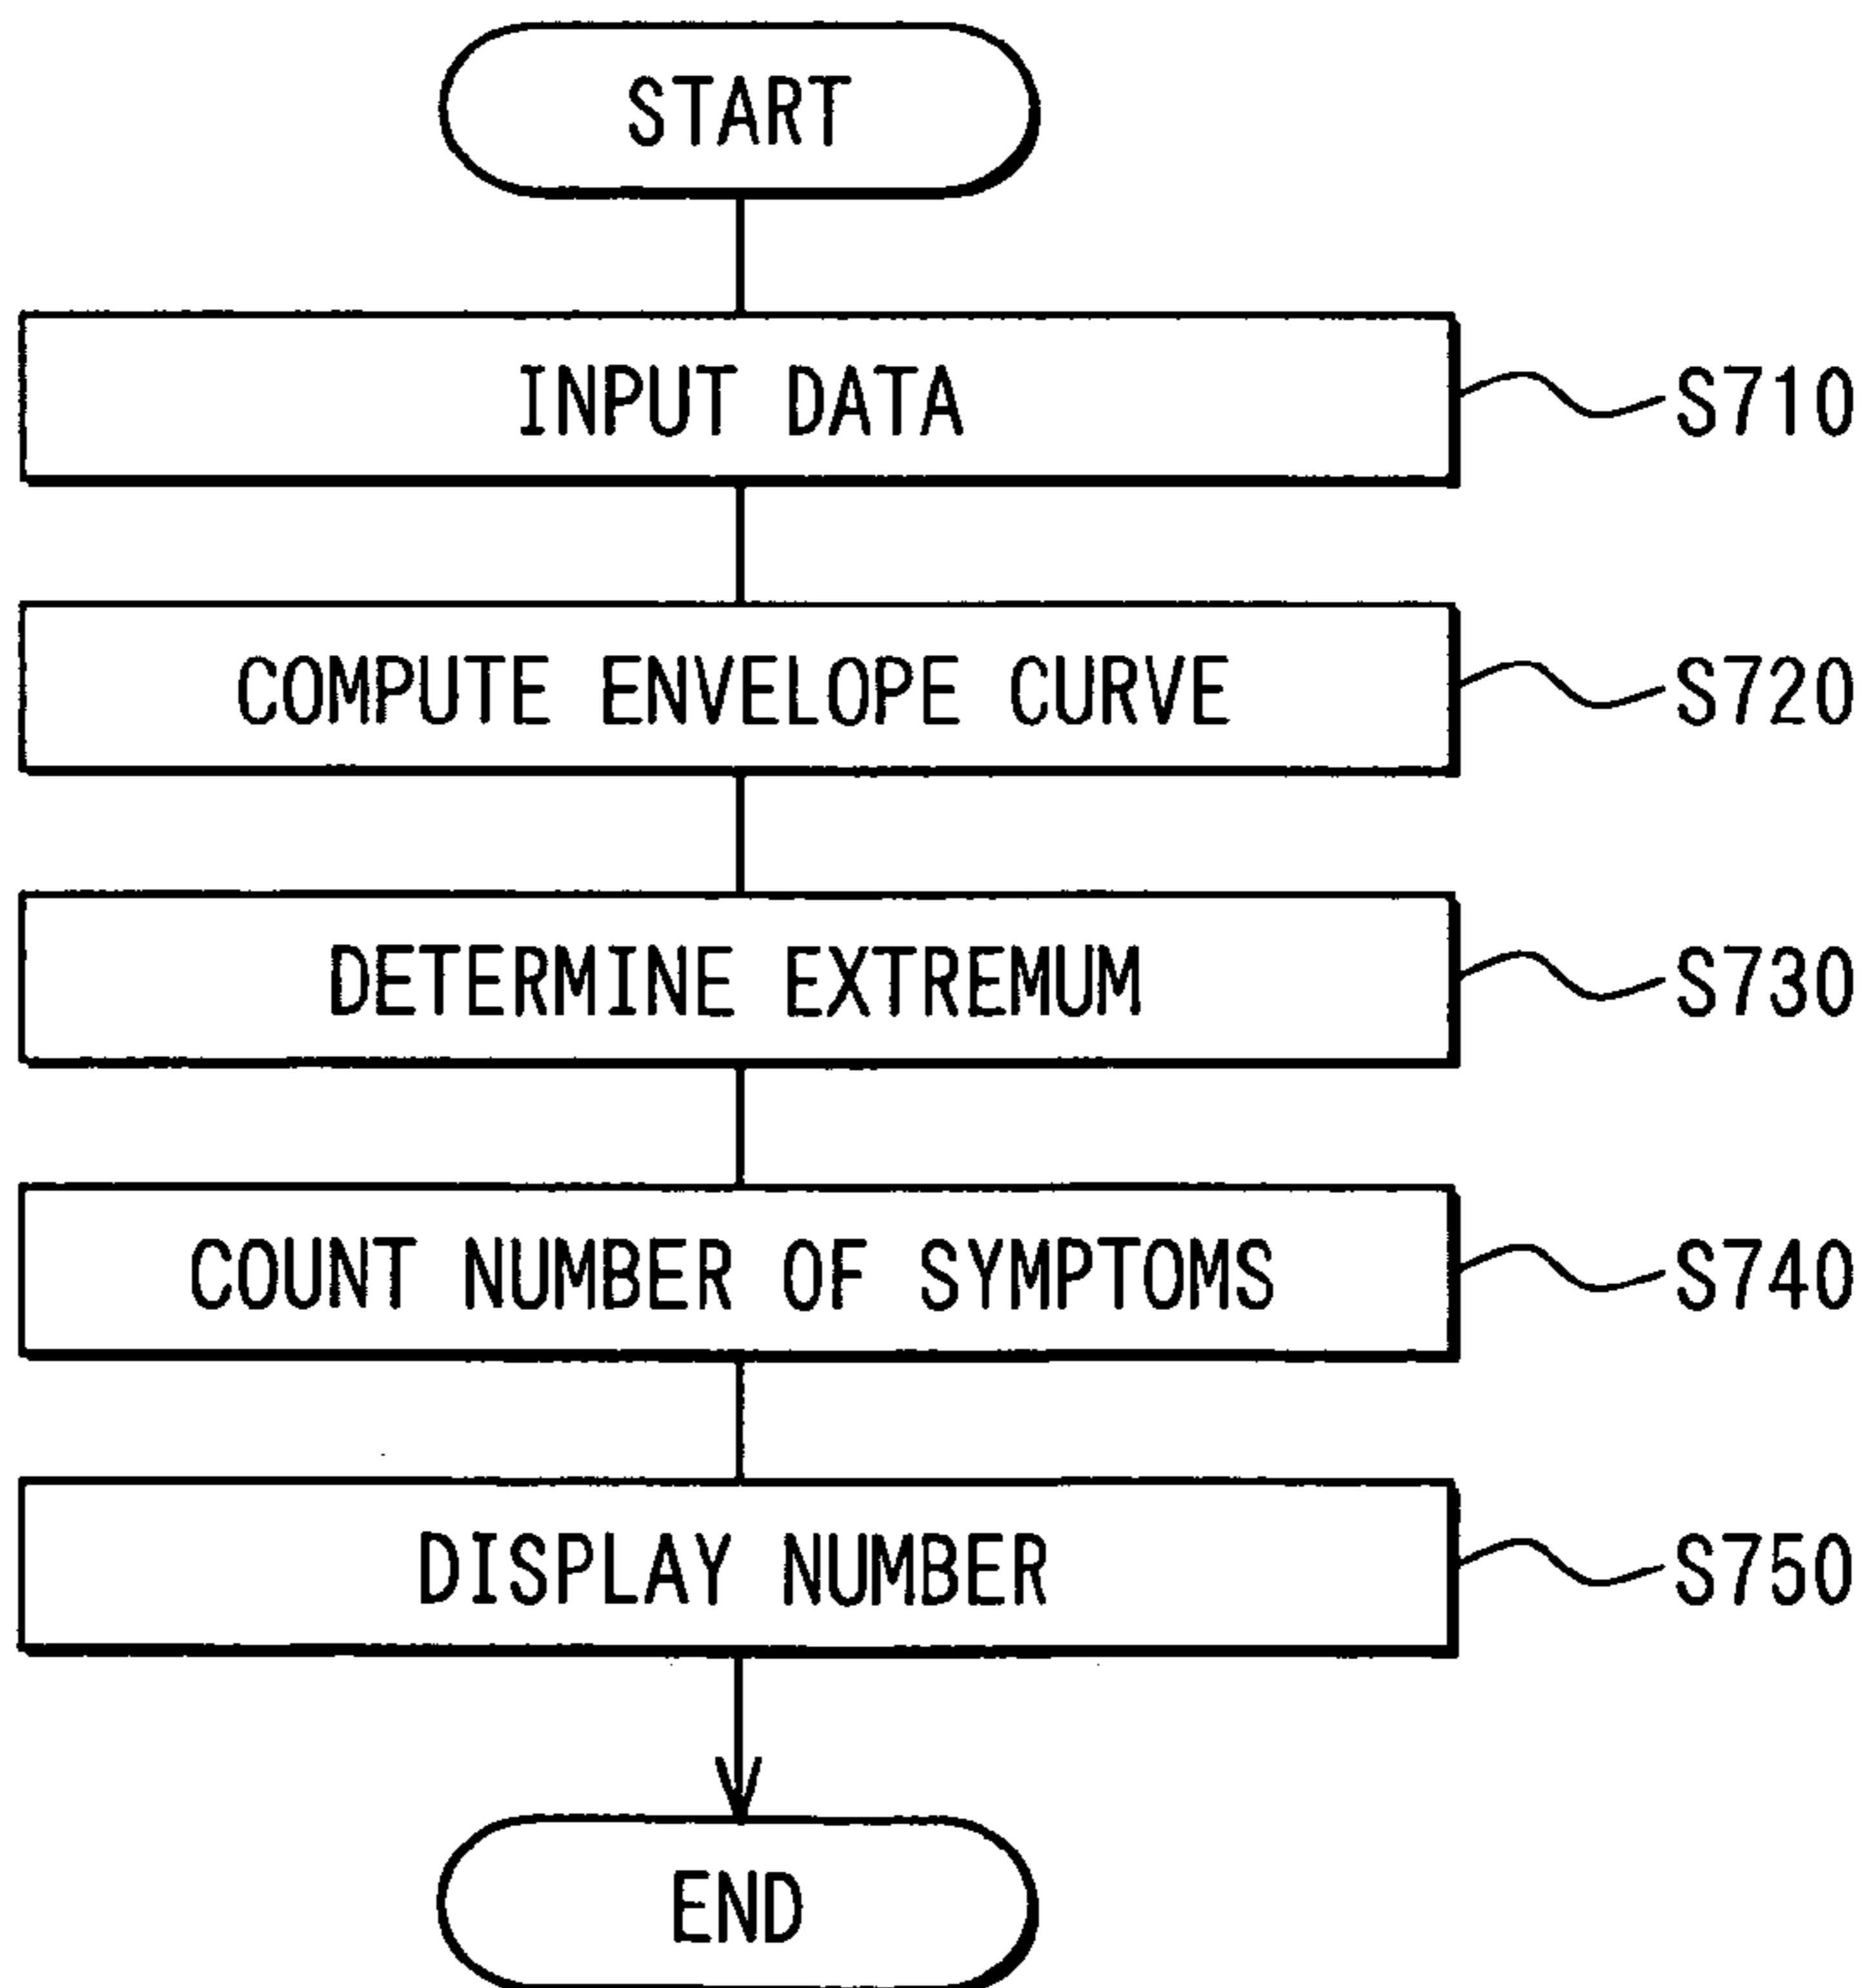 START
INPUT DATA
S710
COMPUTE ENVELOPE CURVE
S720
DETERMINE EXTREMUM
S730
COUNT NUMBER OF SYMPTOMS
S740
DISPLAY NUMBER
S750
END